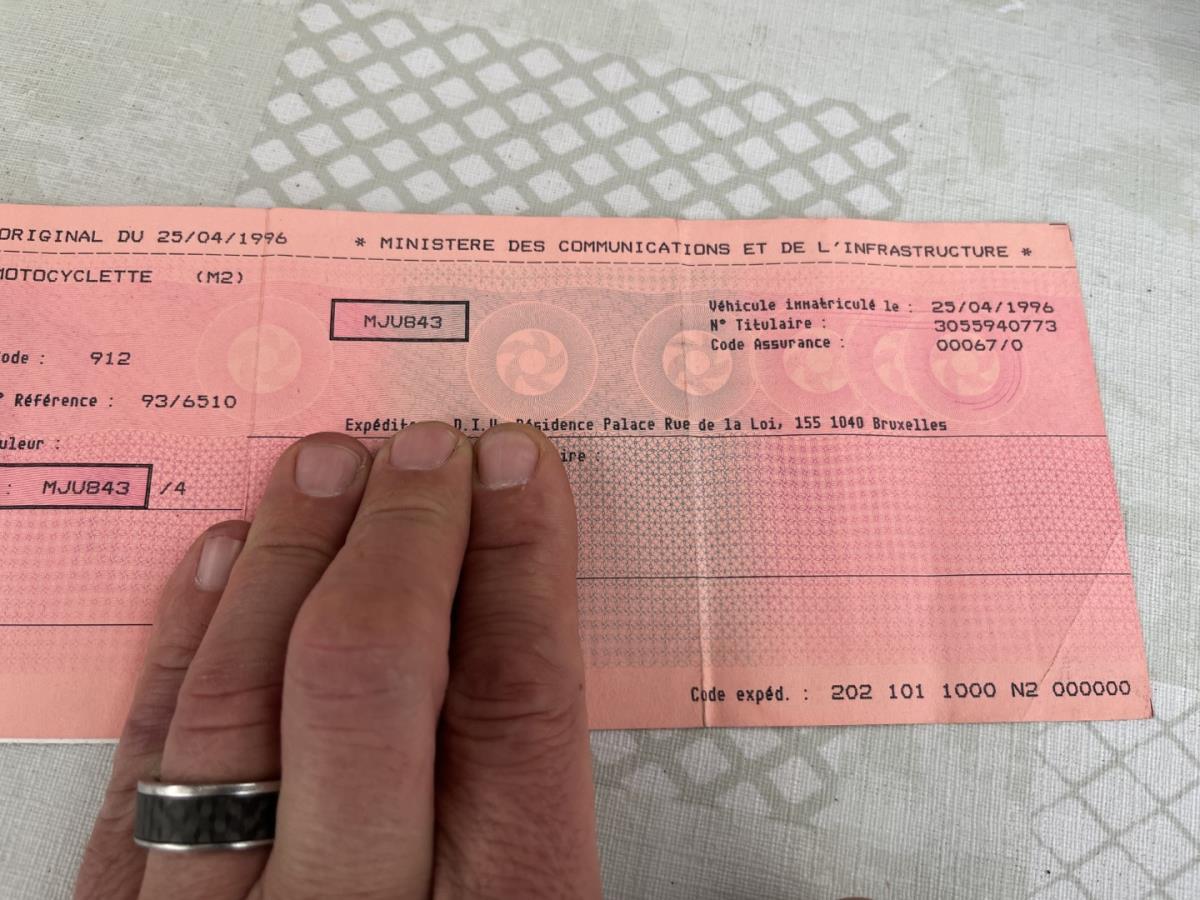 ORIGINAL DU 25/04/1996
* MINISTERE DES COMMUNICATIONS ET DE L'INFRASTRUCTURE *
MOTOCYCLETTE (M2)
MJU843
Véhicule immatriculé le : 25/04/1996
N° Titulaire : 3055940773
Code Assurance : 00067/0
ode : 912
° Référence : 93/6510
Expédit D.I.V. Résidence Palace Rue de la Loi, 155 1040 Bruxelles
uleur :
ire :
: MJU843 /4
Code expéd. : 202 101 1000 N2 000000